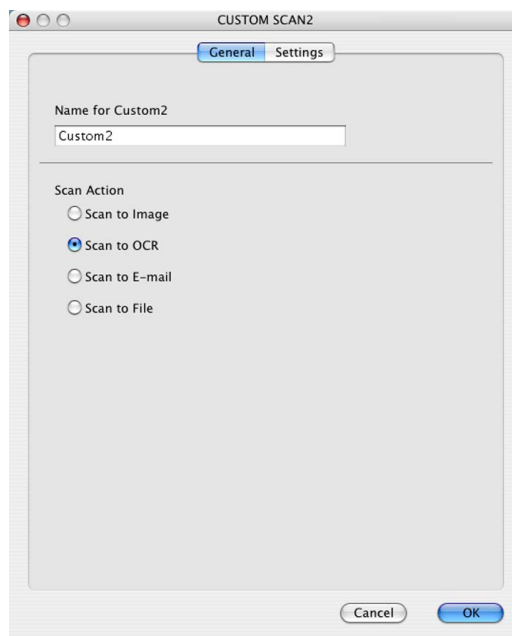 CUSTOM SCAN2
General Settings
Name for Custom2
Custom2
Scan Action
Scan to Image
Scan to OCR
Scan to E-mail
Scan to File
Cancel OK